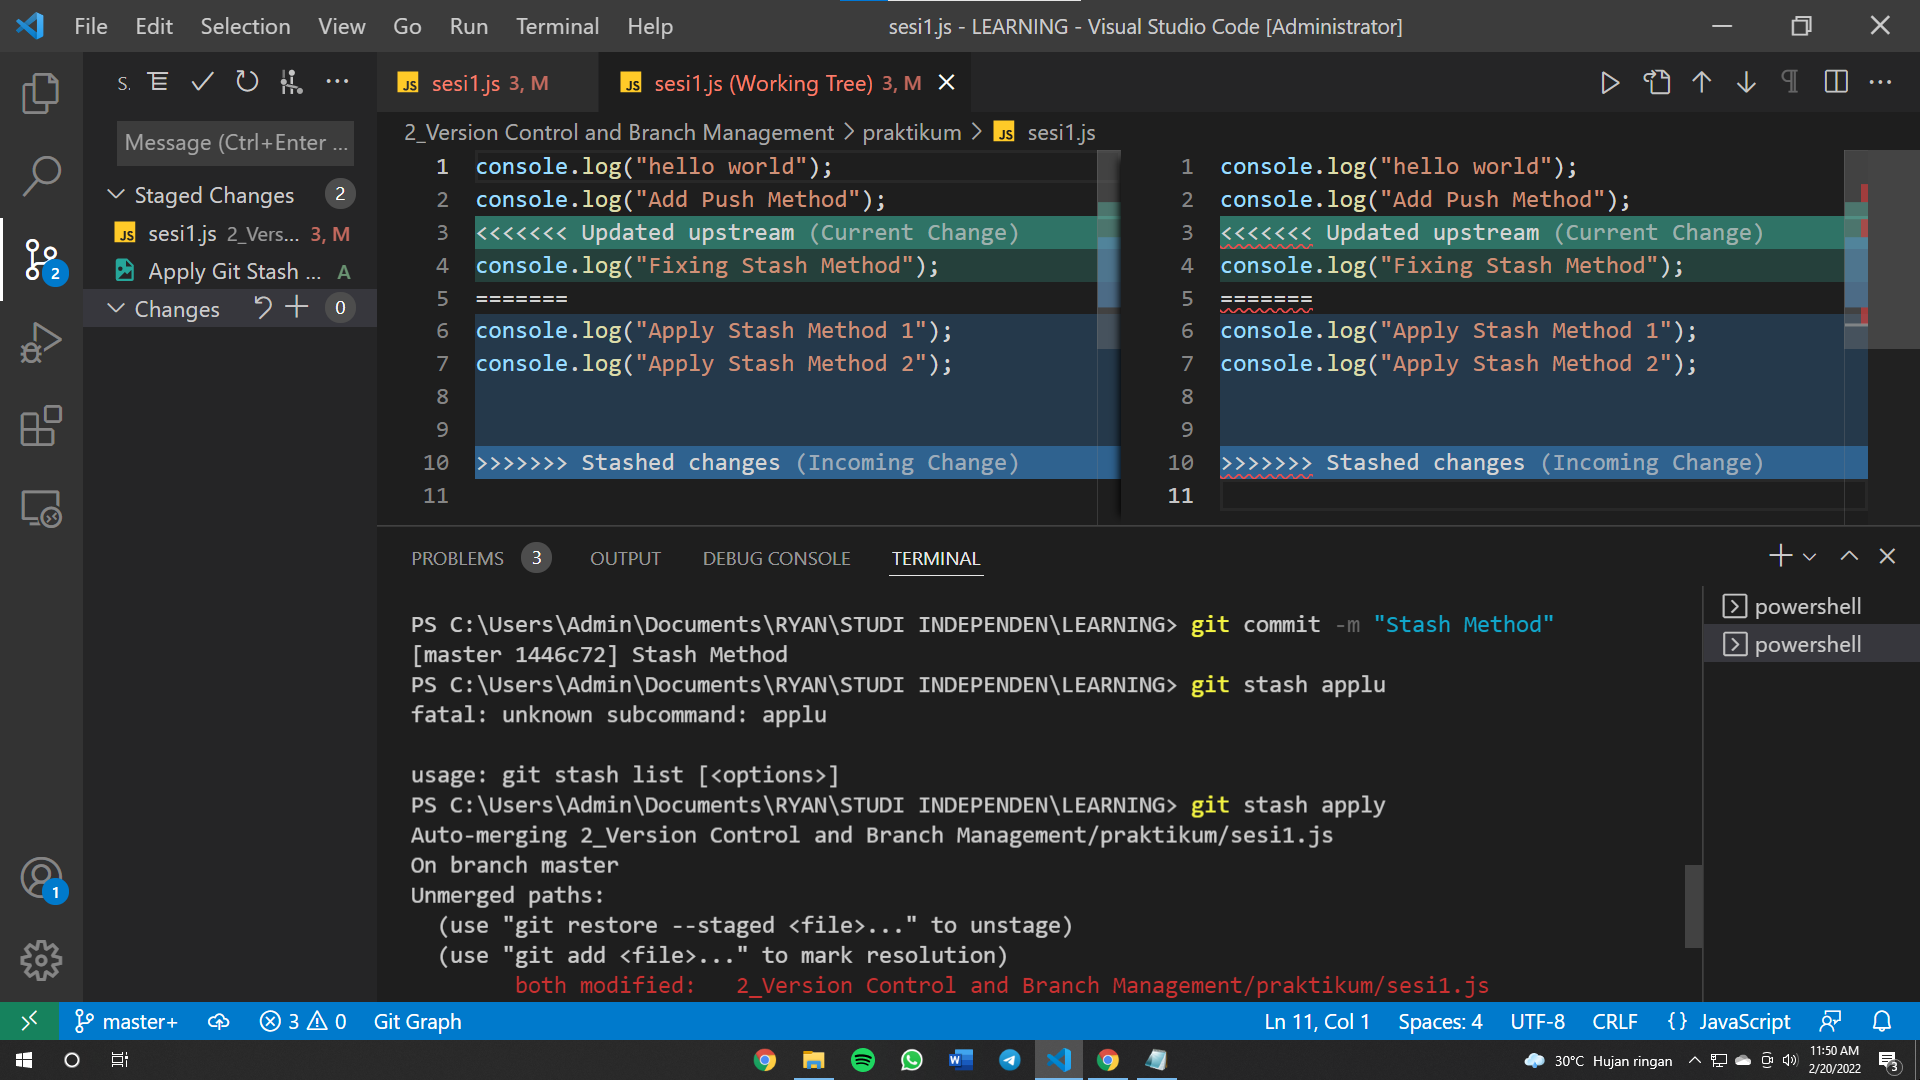 File Edit Selection View Go Run Terminal Help
sesi1.js - LEARNING - Visual Studio Code [Administrator]
S.
JS sesi1.js 3, M
JS sesi1.js (Working Tree) 3, M
Message (Ctrl+Enter ...
Staged Changes 2
JS sesi1.js 2_Vers... 3, M
Apply Git Stash ... A
Changes 0
2
1
2_Version Control and Branch Management > praktikum > JS sesi1.js
1 console.log("hello world");
2 console.log("Add Push Method");
3 <<<<<<< Updated upstream (Current Change)
4 console.log("Fixing Stash Method");
5 =======
6 console.log("Apply Stash Method 1");
7 console.log("Apply Stash Method 2");
8
9
10 >>>>>>> Stashed changes (Incoming Change)
11
1 console.log("hello world");
2 console.log("Add Push Method");
3 <<<<<<< Updated upstream (Current Change)
4 console.log("Fixing Stash Method");
5 =======
6 console.log("Apply Stash Method 1");
7 console.log("Apply Stash Method 2");
8
9
10 >>>>>>> Stashed changes (Incoming Change)
11
PROBLEMS 3 OUTPUT DEBUG CONSOLE TERMINAL
PS C:\Users\Admin\Documents\RYAN\STUDI INDEPENDEN\LEARNING> git commit -m "Stash Method"
[master 1446c72] Stash Method
PS C:\Users\Admin\Documents\RYAN\STUDI INDEPENDEN\LEARNING> git stash applu
fatal: unknown subcommand: applu
usage: git stash list [<options>]
PS C:\Users\Admin\Documents\RYAN\STUDI INDEPENDEN\LEARNING> git stash apply
Auto-merging 2_Version Control and Branch Management/praktikum/sesi1.js
On branch master
Unmerged paths:
(use "git restore --staged <file>..." to unstage)
(use "git add <file>..." to mark resolution)
both modified: 2_Version Control and Branch Management/praktikum/sesi1.js
powershell
powershell
master+ 3 0 Git Graph
Ln 11, Col 1 Spaces: 4 UTF-8 CRLF {} JavaScript
30°C Hujan ringan
11:50 AM
2/20/2022
3